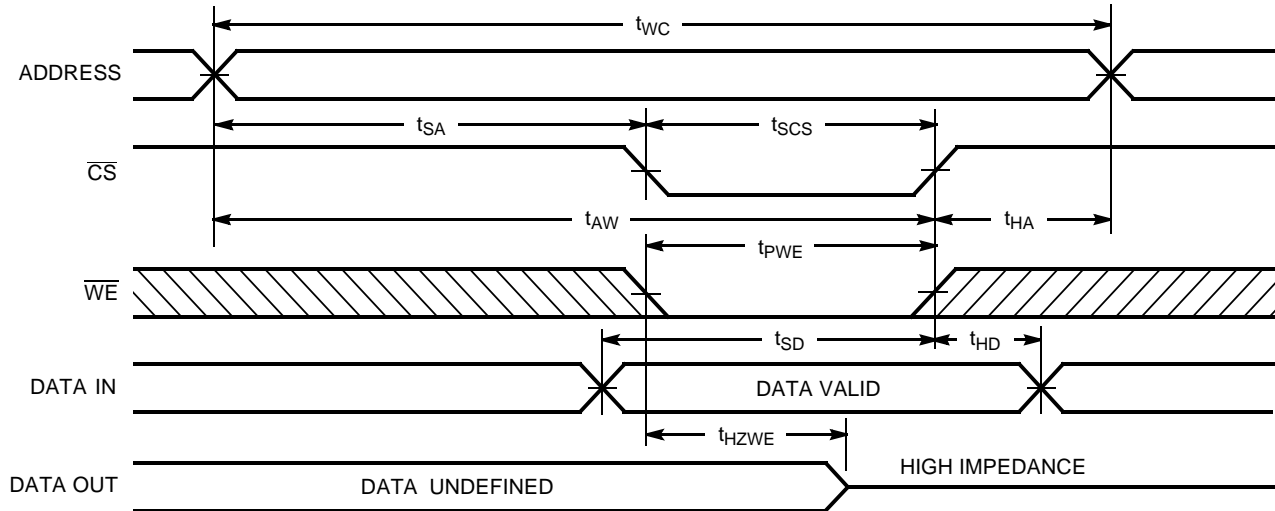 tWC
ADDRESS
tSA
tSCS
CS
tAW
tHA
tPWE
WE
tSD
tHD
DATA IN
DATA VALID
tHZWE
HIGH IMPEDANCE
DATA OUT
DATA UNDEFINED